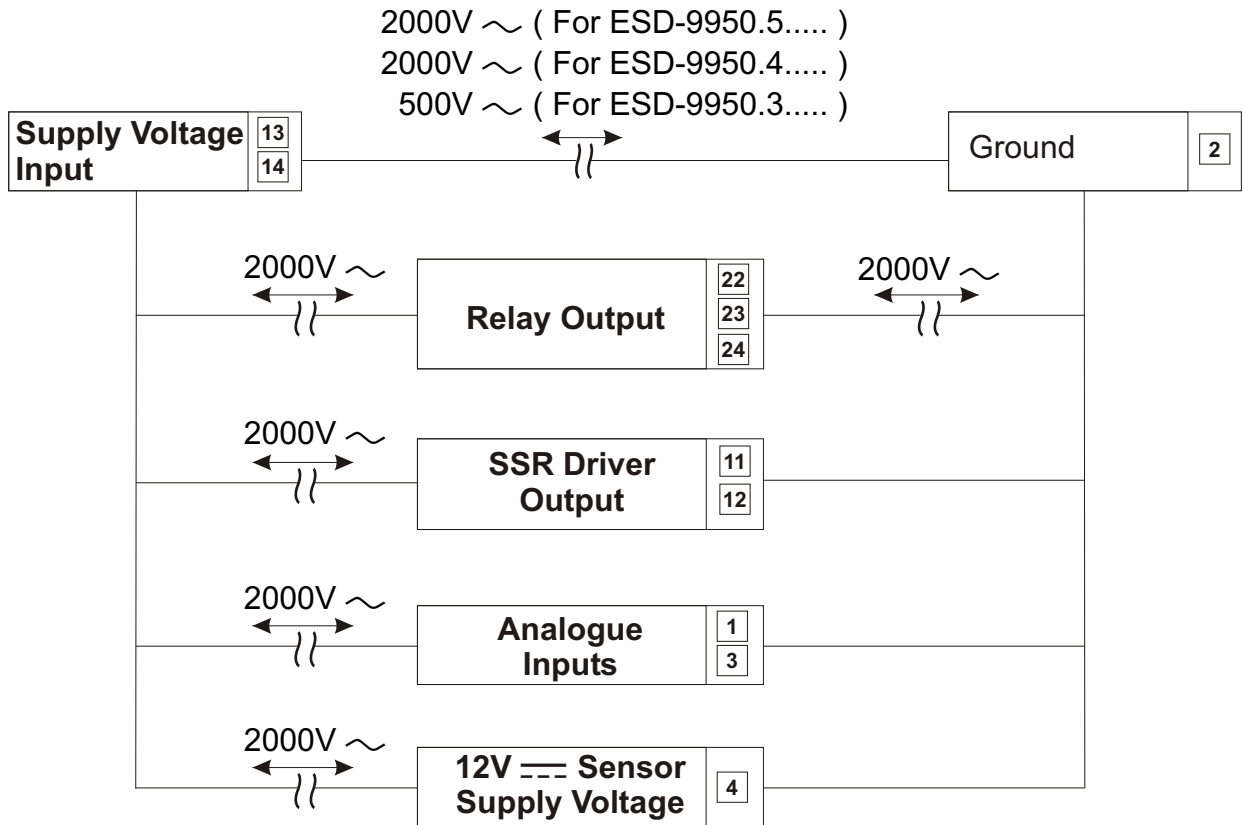 2000V ～ ( For ESD-9950.5..... )
2000V ～ ( For ESD-9950.4..... )
500V ～ ( For ESD-9950.3..... )
Supply Voltage
Input
13
14
Ground
2
2000V ～
Relay Output
22
23
24
2000V ～
2000V ～
SSR Driver
Output
11
12
2000V ～
Analogue
Inputs
1
3
2000V ～
12V ⎓ Sensor
Supply Voltage
4